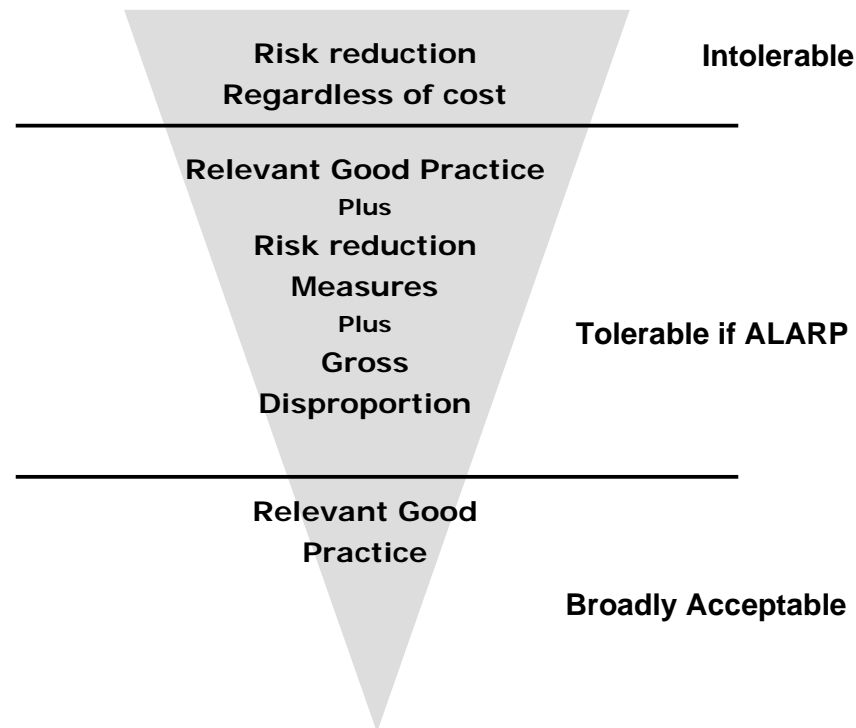 Risk reduction
Regardless of cost
Intolerable
Relevant Good Practice
Plus
Risk reduction
Measures
Plus
Gross
Disproportion
Tolerable if ALARP
Relevant Good
Practice
Broadly Acceptable